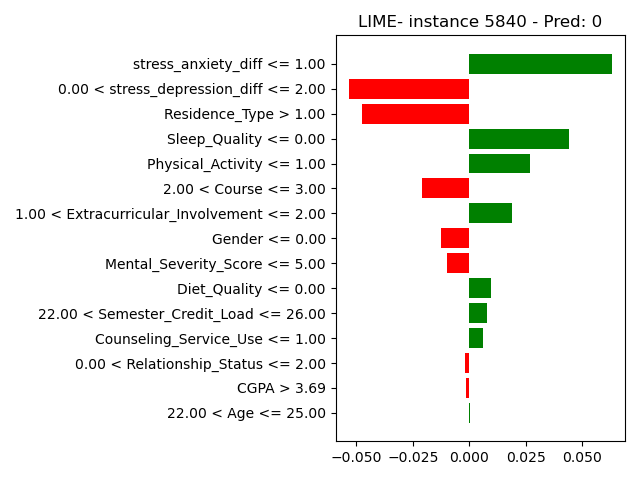 LIME- instance 5840 - Pred: 0
stress_anxiety_diff <= 1.00
0.00 < stress_depression_diff <= 2.00
Residence_Type > 1.00
Sleep_Quality <= 0.00
Physical_Activity <= 1.00
2.00 < Course <= 3.00
1.00 < Extracurricular_Involvement <= 2.00
Gender <= 0.00
Mental_Severity_Score <= 5.00
Diet_Quality <= 0.00
22.00 < Semester_Credit_Load <= 26.00
Counseling_Service_Use <= 1.00
0.00 < Relationship_Status <= 2.00
CGPA > 3.69
22.00 < Age <= 25.00
−0.050 −0.025 0.000 0.025 0.050